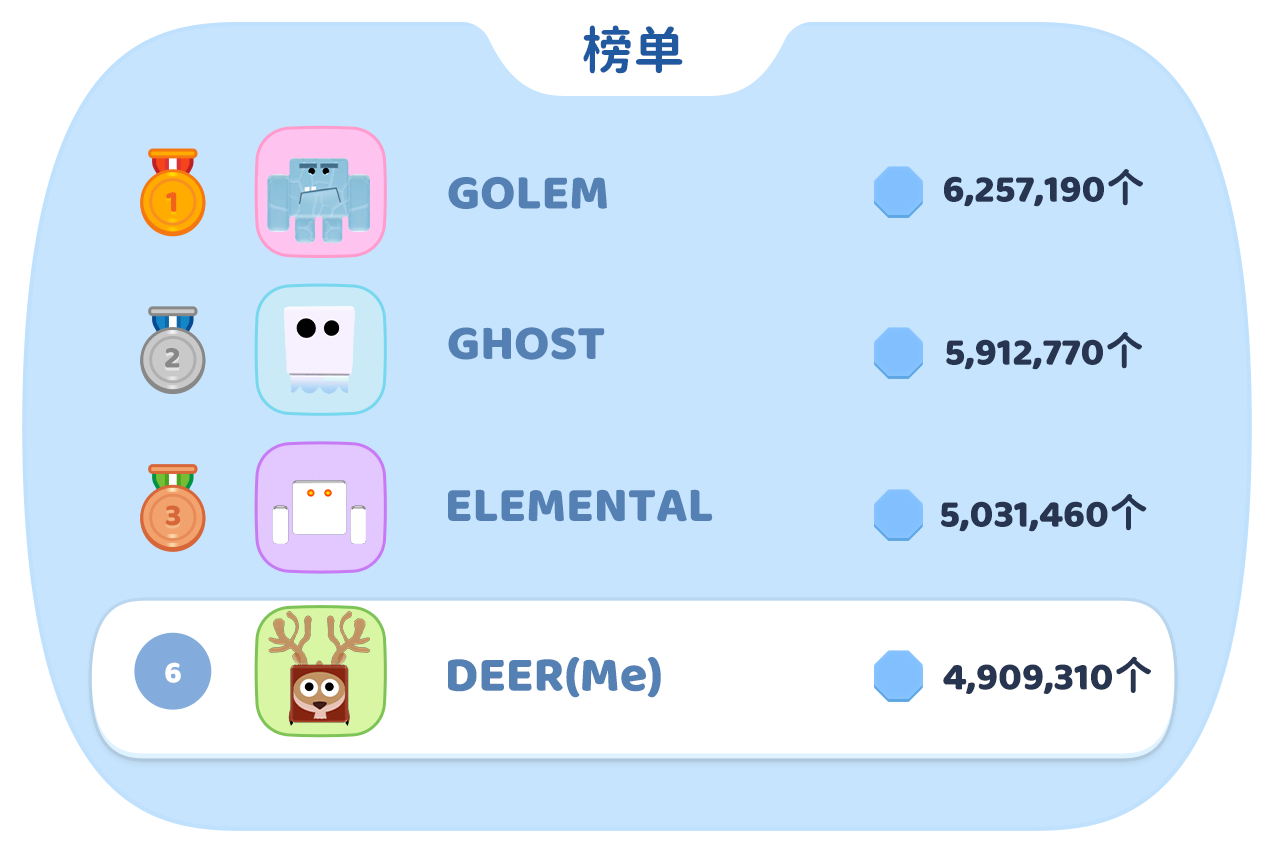 榜单
1 GOLEM 6,257,190个
2 GHOST 5,912,770个
3 ELEMENTAL 5,031,460个
6 DEER(Me) 4,909,310个